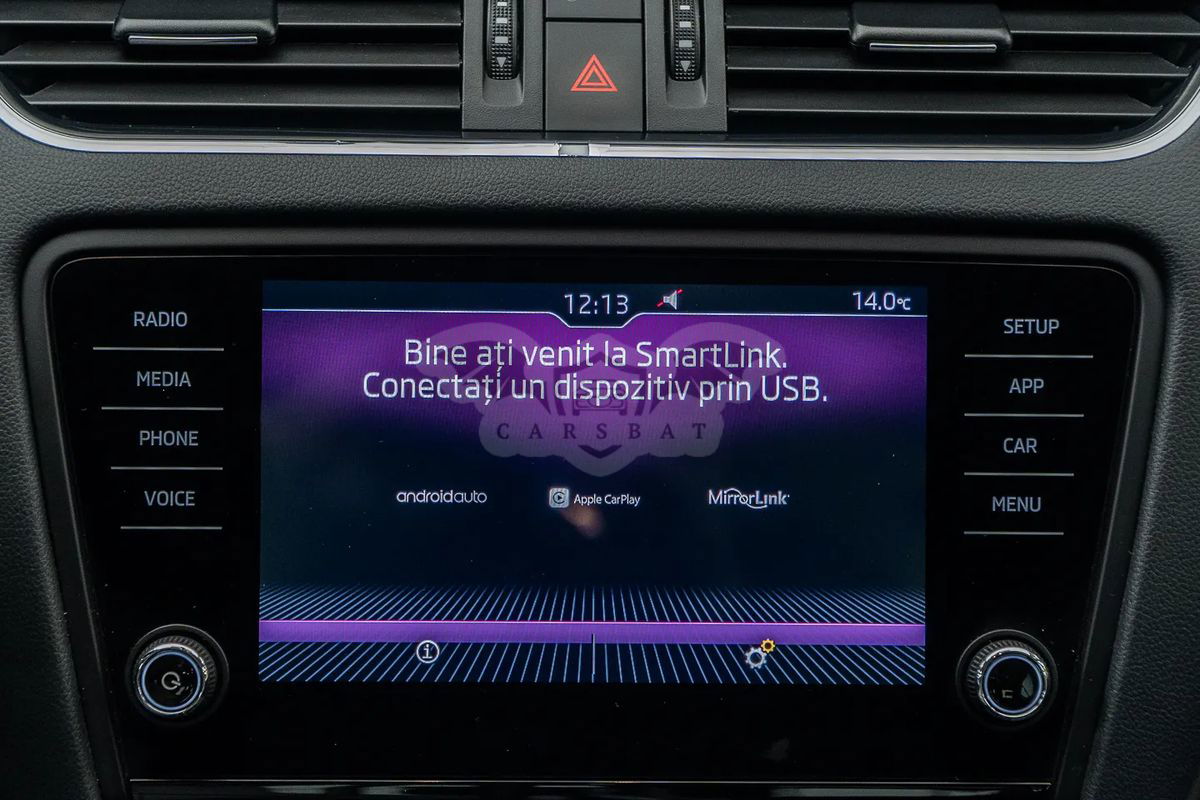 12:13
14.0°C
RADIO
MEDIA
PHONE
VOICE
Bine ați venit la SmartLink.
Conectați un dispozitiv prin USB.
CARSBAT
androidauto
Apple CarPlay
MirrorLink
SETUP
APP
CAR
MENU